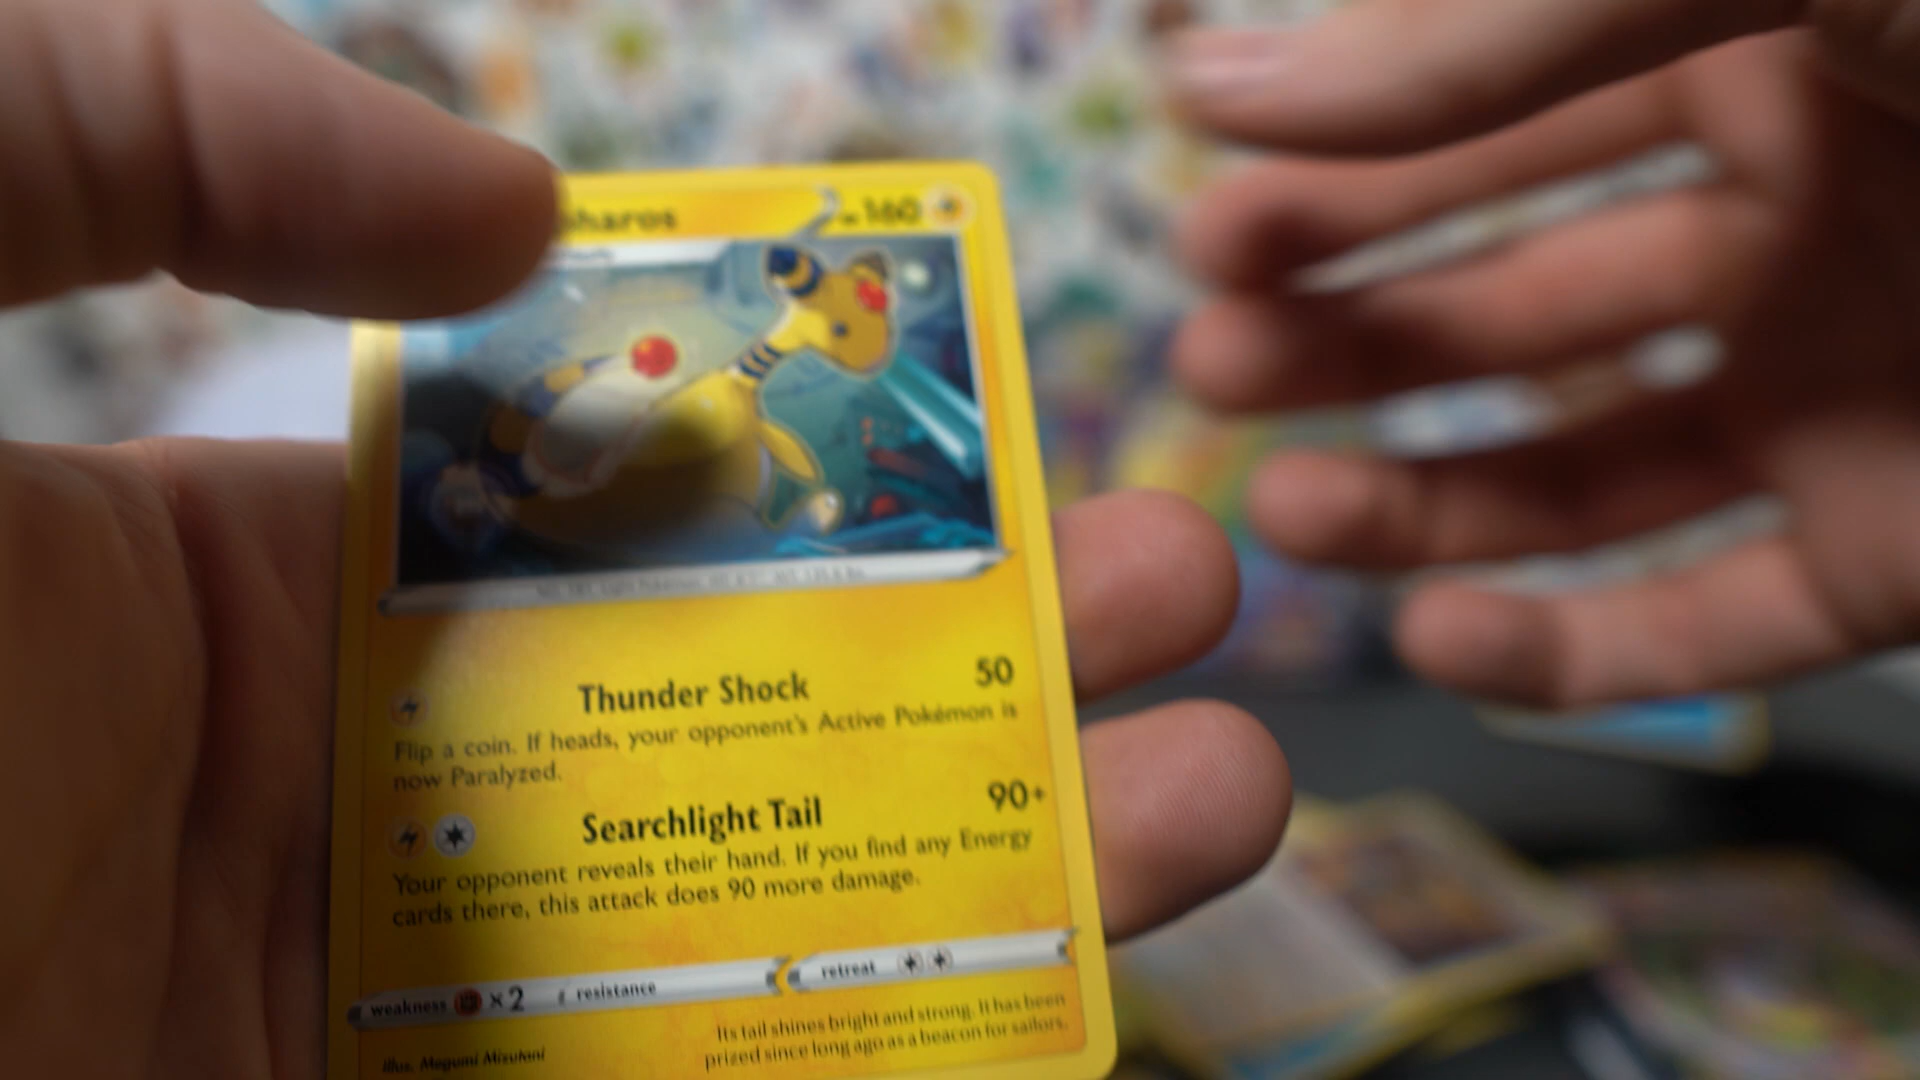 pharos 160
Thunder Shock 50
Flip a coin. If heads, your opponent's Active Pokémon is
now Paralyzed.
Searchlight Tail 90+
Your opponent reveals their hand. If you find any Energy
cards there, this attack does 90 more damage.
weakness ×2 resistance retreat
Its tail shines bright and strong. It has been
prized since long ago as a beacon for sailors.
illus. Megumi Mizutani